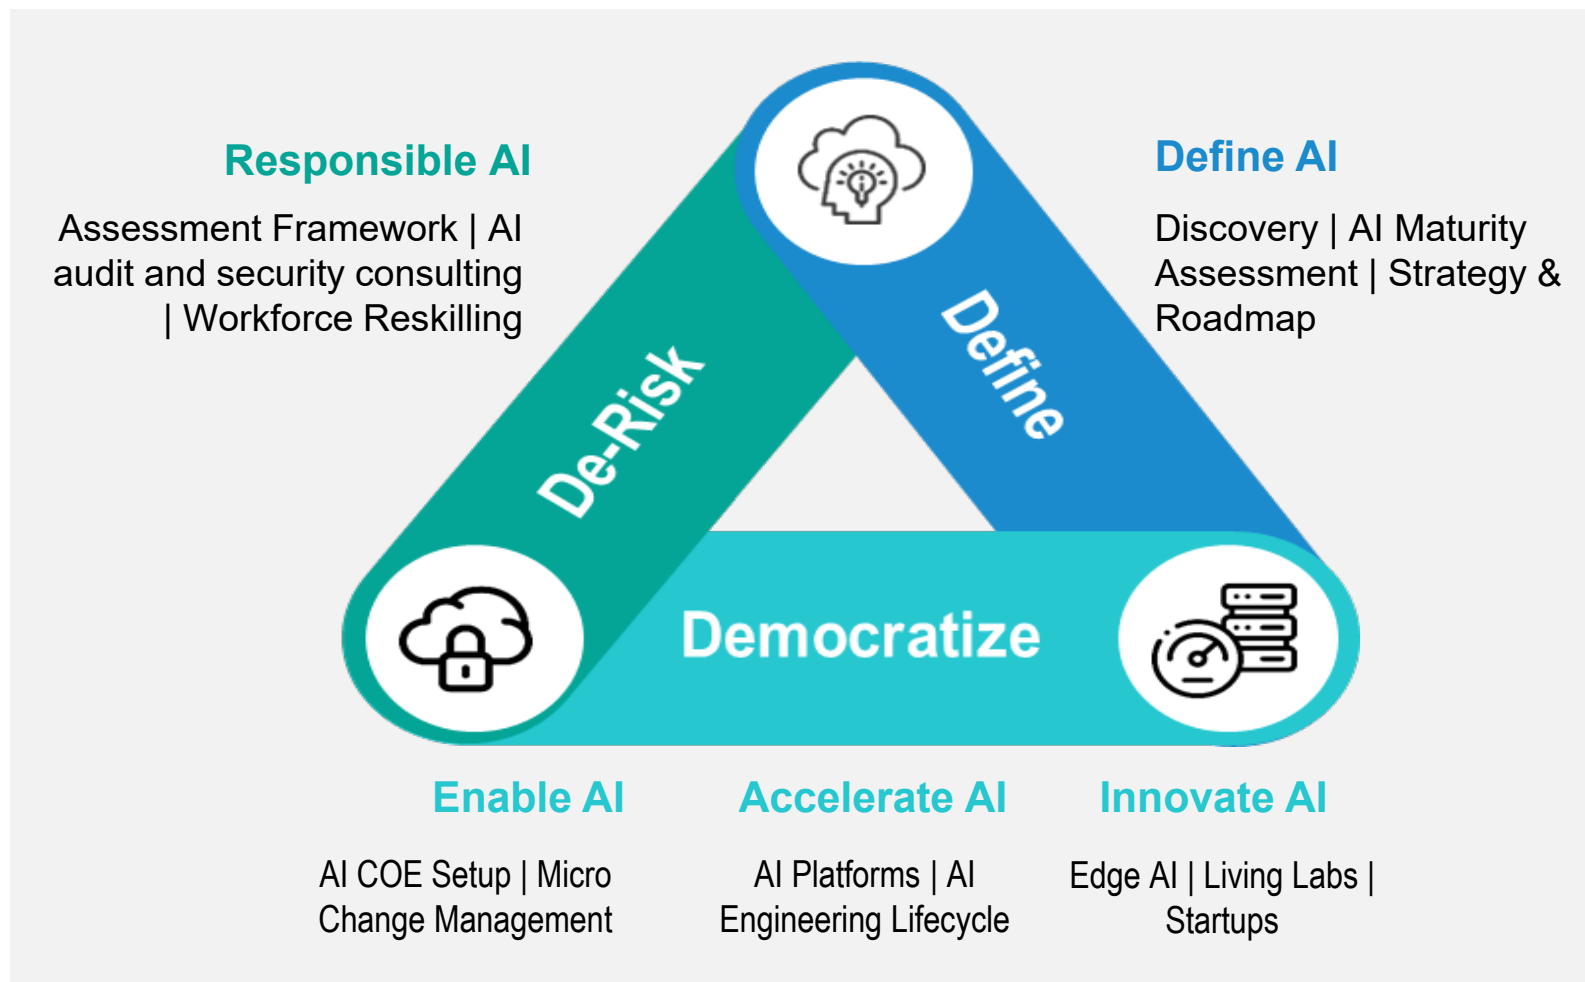 Responsible AI
Assessment Framework | AI
audit and security consulting
| Workforce Reskilling
Define AI
Discovery | AI Maturity
Assessment | Strategy &
Roadmap
De-Risk
Define
Democratize
Enable AI
AI COE Setup | Micro
Change Management
Accelerate AI
AI Platforms | AI
Engineering Lifecycle
Innovate AI
Edge AI | Living Labs |
Startups